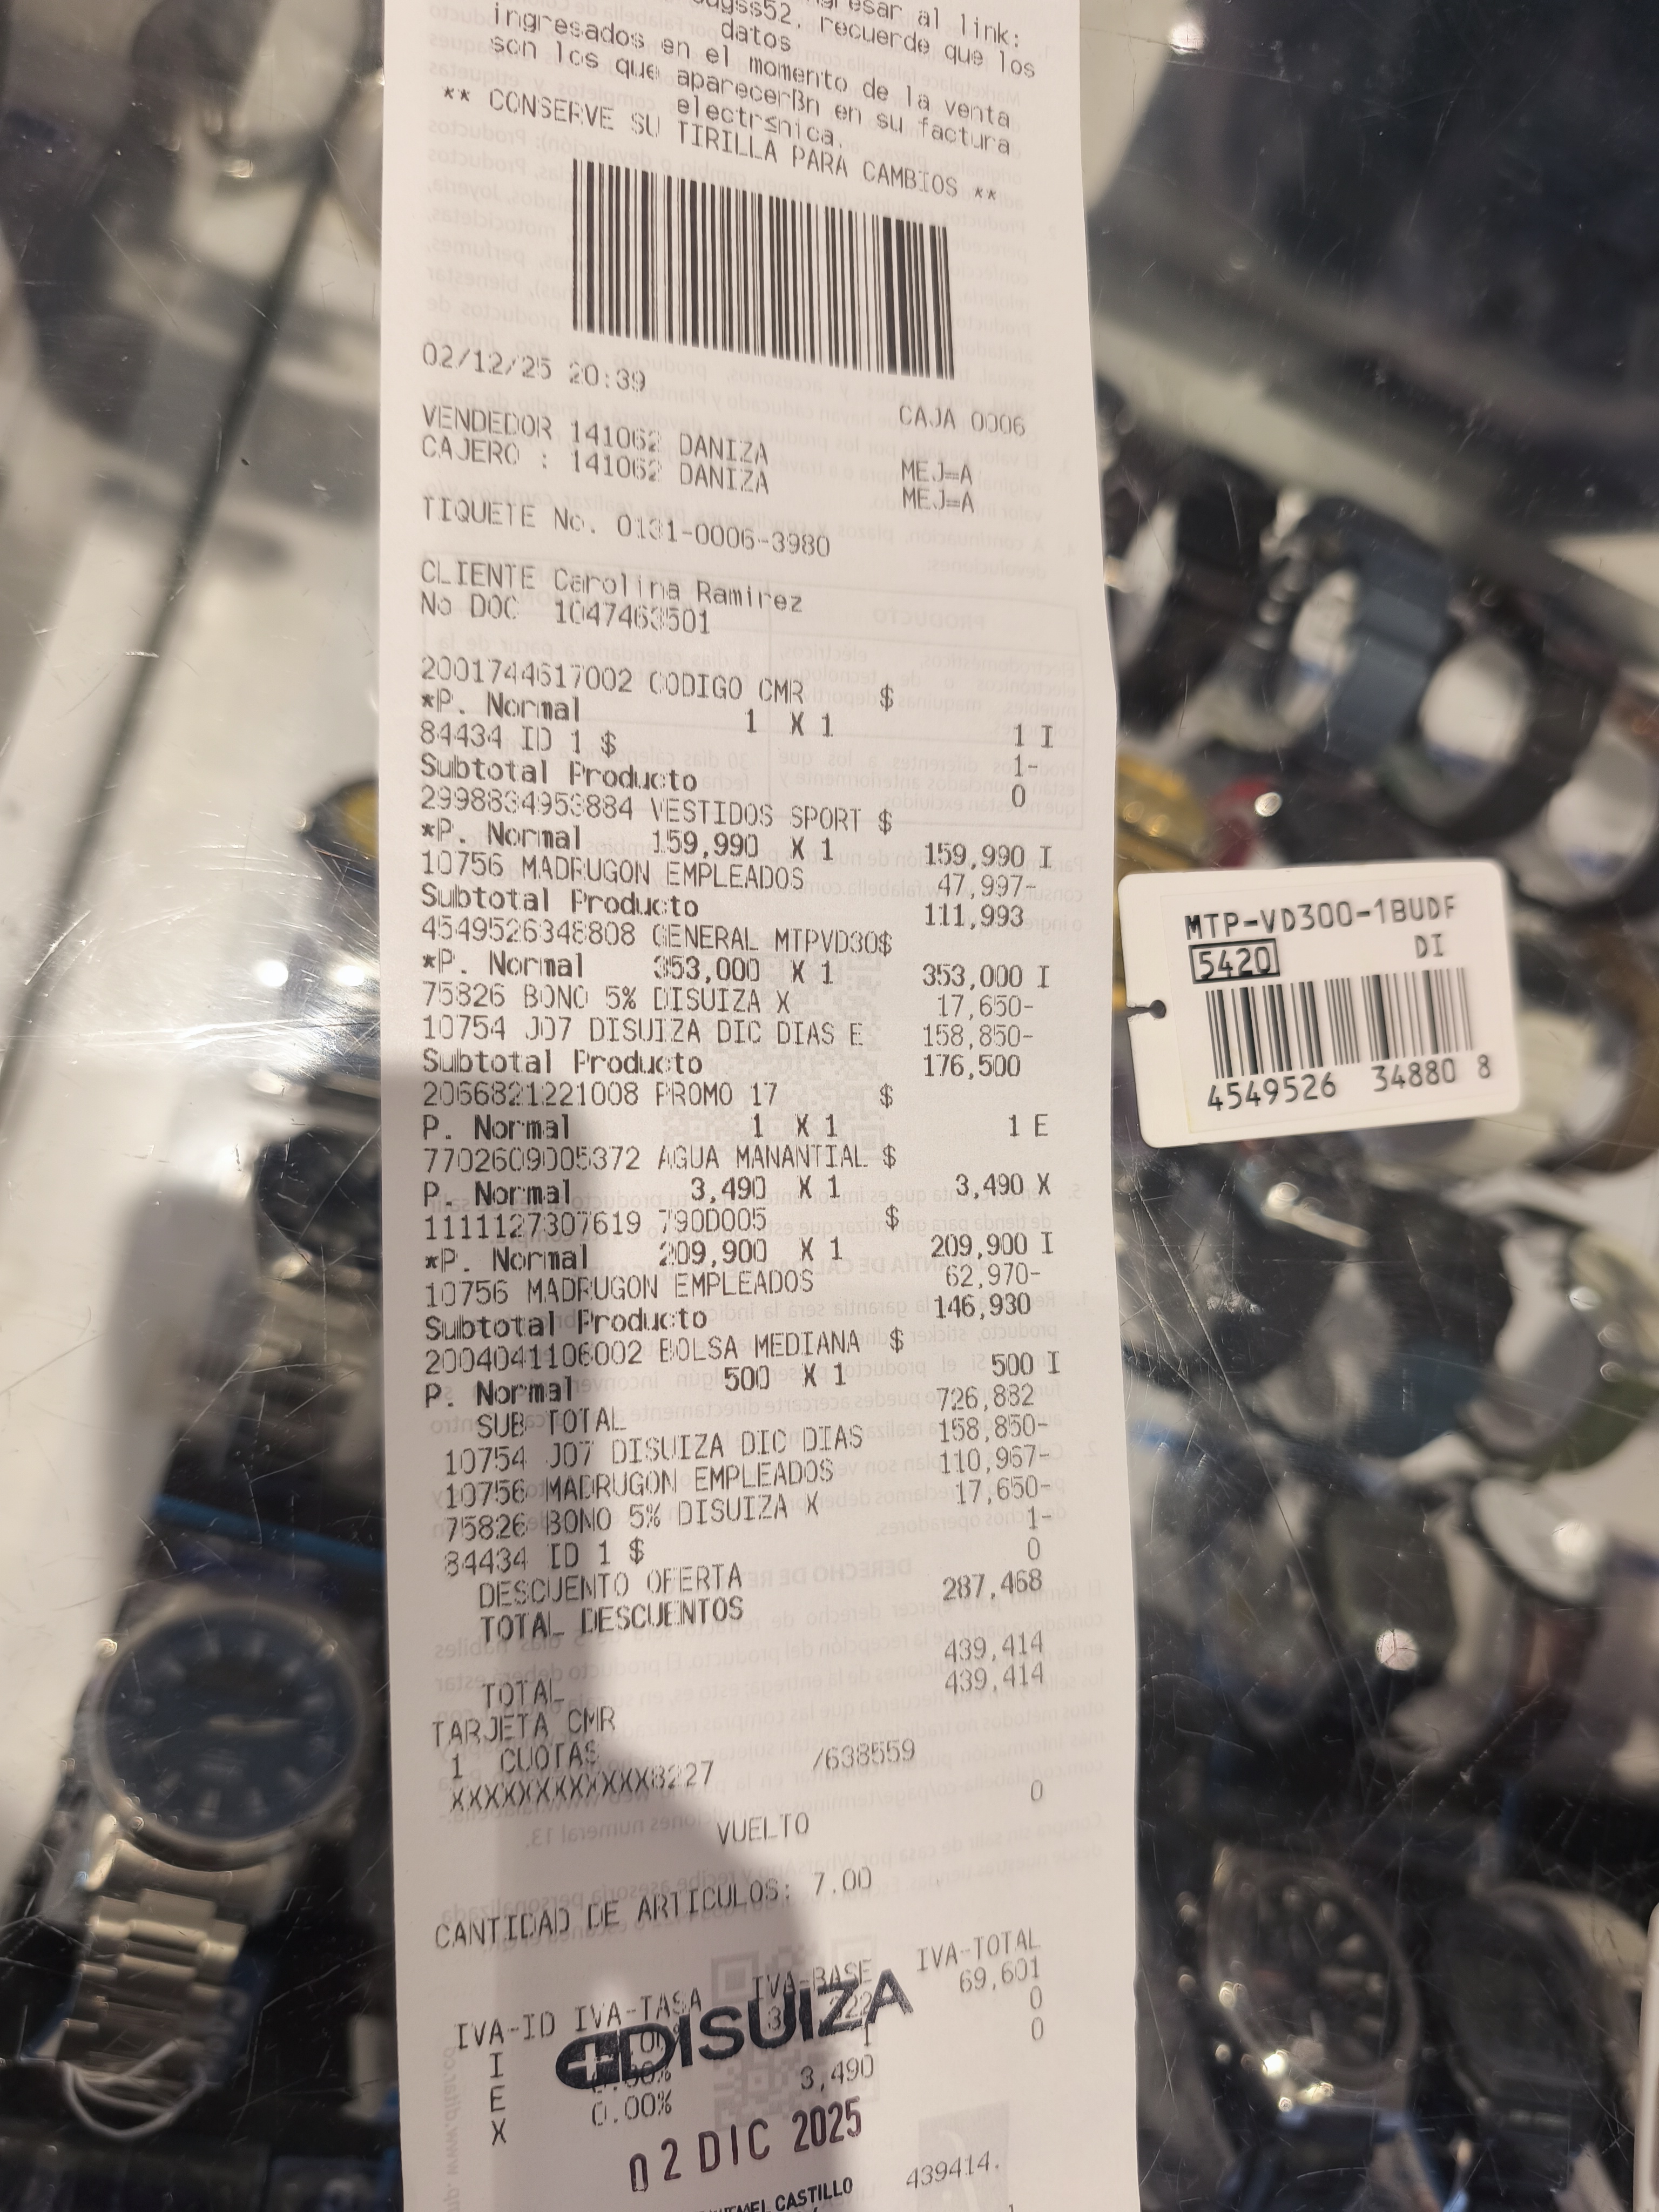 resar al link:
ygss52, recuerde que los
datos
ingresados en el momento de la venta
son los que aparecerßn en su factura
electr≤nica.
** CONSERVE SU TIRILLA PARA CAMBIOS **
02/12/25 20:39
CAJA 0006
VENDEDOR 141062 DANIZA MEJ═A
CAJERO : 141062 DANIZA MEJ═A
TIQUETE No. 0131-0006-3980
CLIENTE Carolina Ramirez
No DOC 1047463501
2001744617002 CODIGO CMR $
*P. Normal 1 X 1 1 I
84434 ID 1 $ 1-
Subtotal Producto 0
2998834953884 VESTIDOS SPORT $
*P. Normal 159,990 X 1 159,990 I
10756 MADRUGON EMPLEADOS 47,997-
Subtotal Producto 111,993
4549526348808 GENERAL MTPVD30$
*P. Normal 353,000 X 1 353,000 I
75826 BONO 5% DISUIZA X 17,650-
10754 J07 DISUIZA DIC DIAS E 158,850-
Subtotal Producto 176,500
2066821221008 PROMO 17 $
P. Normal 1 X 1 1 E
7702609005372 AGUA MANANTIAL $
P. Normal 3,490 X 1 3,490 X
1111127307619 790D005 $
*P. Normal 209,900 X 1 209,900 I
10756 MADRUGON EMPLEADOS 62,970-
Subtotal Producto 146,930
2004041106002 BOLSA MEDIANA $
P. Normal 500 X 1 500 I
SUB TOTAL 726,882
10754 J07 DISUIZA DIC DIAS 158,850-
10756 MADRUGON EMPLEADOS 110,967-
75826 BONO 5% DISUIZA X 17,650-
84434 ID 1 $ 1-
DESCUENTO OFERTA 0
TOTAL DESCUENTOS 287,468
TOTAL 439,414
TARJETA CMR 439,414
1 CUOTAS
XXXXXXXXXXXX8227 /638559
VUELTO 0
CANTIDAD DE ARTICULOS: 7.00
IVA-ID IVA-TASA IVA-BASE IVA-TOTAL
I 69,601
E 0
X 0.00% 3,490 0
DISUIZA
02 DIC 2025
CASTILLO
439414.
MTP-VD300-1BUDF
5420 DI
4549526 34880 8